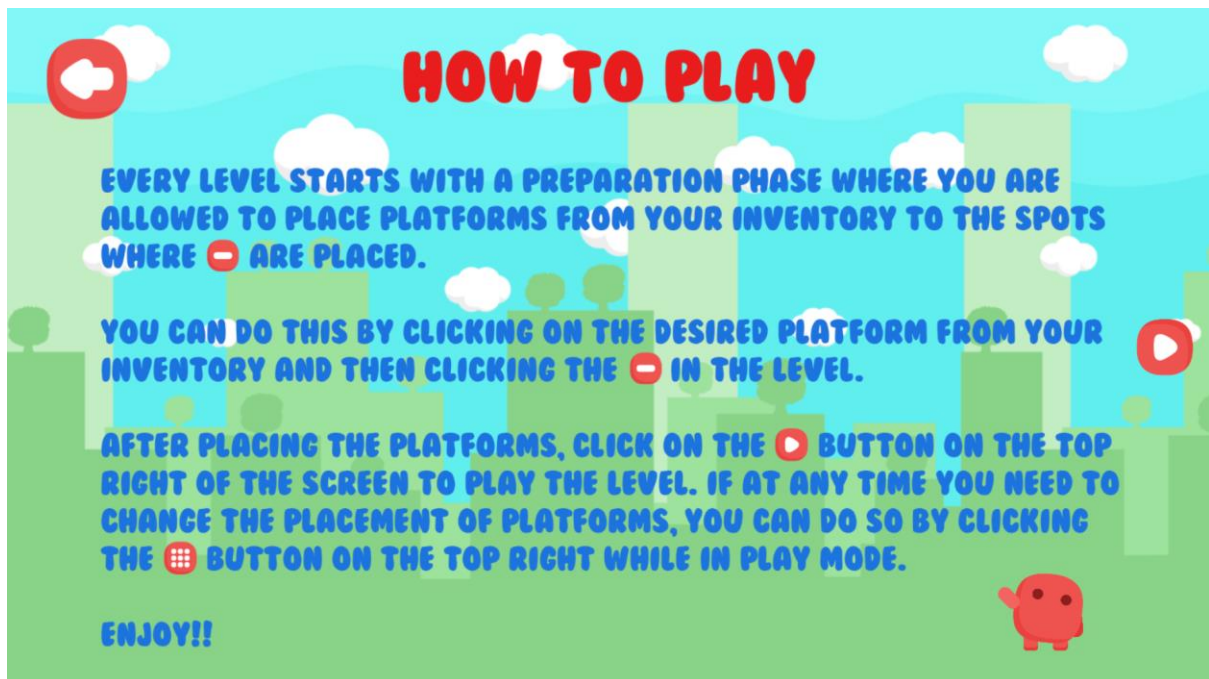 HOW TO PLAY
EVERY LEVEL STARTS WITH A PREPARATION PHASE WHERE YOU ARE
ALLOWED TO PLACE PLATFORMS FROM YOUR INVENTORY TO THE SPOTS
WHERE ARE PLACED.
YOU CAN DO THIS BY CLICKING ON THE DESIRED PLATFORM FROM YOUR
INVENTORY AND THEN CLICKING THE IN THE LEVEL.
AFTER PLACING THE PLATFORMS, CLICK ON THE BUTTON ON THE TOP
RIGHT OF THE SCREEN TO PLAY THE LEVEL. IF AT ANY TIME YOU NEED TO
CHANGE THE PLACEMENT OF PLATFORMS, YOU CAN DO SO BY CLICKING
THE BUTTON ON THE TOP RIGHT WHILE IN PLAY MODE.
ENJOY!!